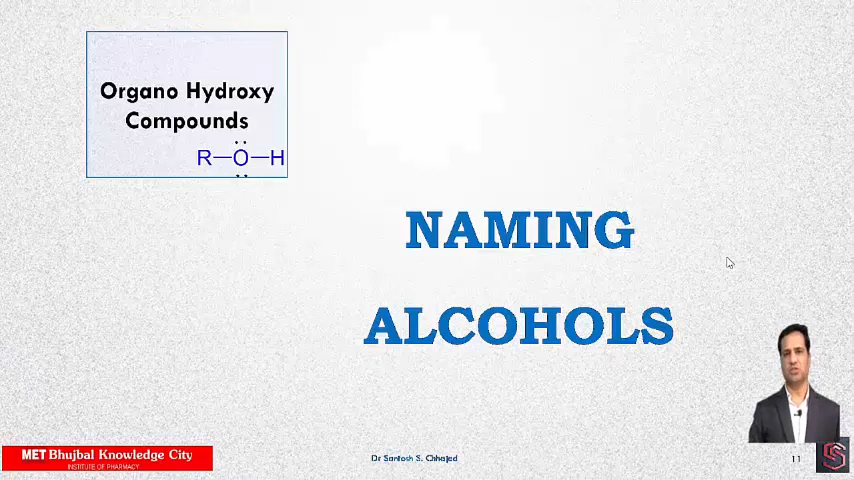 Organo Hydroxy
Compounds
R—O—H
NAMING
ALCOHOLS
MET Bhujbal Knowledge City
INSTITUTE OF PHARMACY
Dr Santosh S. Chhajed
11